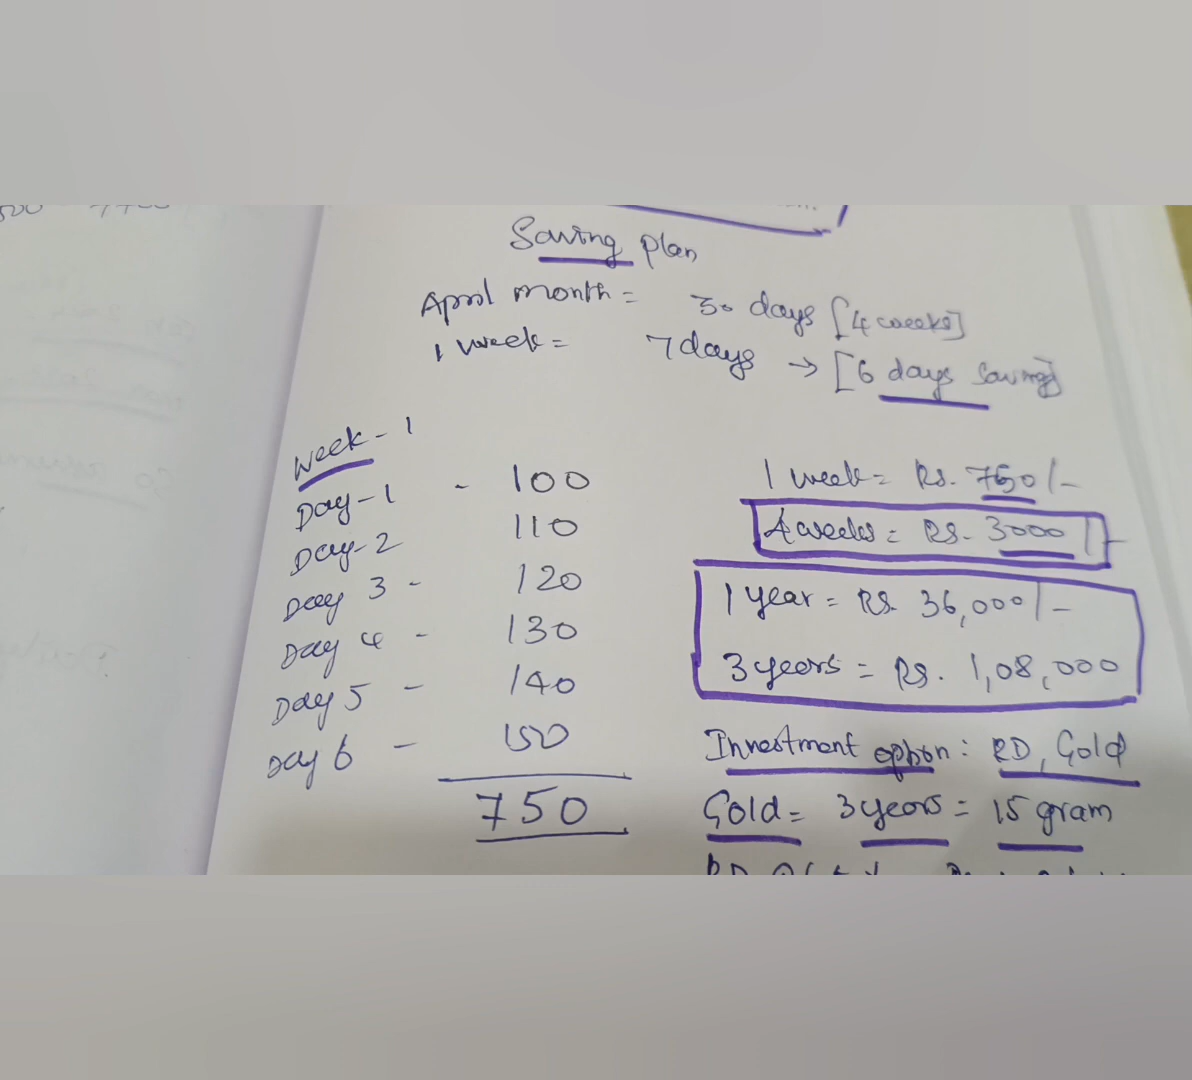 Saving plan
April month = 30 days [4 weeks]
1 week = 7 days → [6 days saving]
Week - 1
Day - 1 - 100
Day - 2 110
Day 3 - 120
Day 4 - 130
Day 5 - 140
Day 6 - 150
750
1 week = Rs. 750/-
4 weeks = Rs. 3000/-
1 year = Rs. 36,000/-
3 years = Rs. 1,08,000
Investment option : RD, Gold
Gold = 3 years = 15 gram